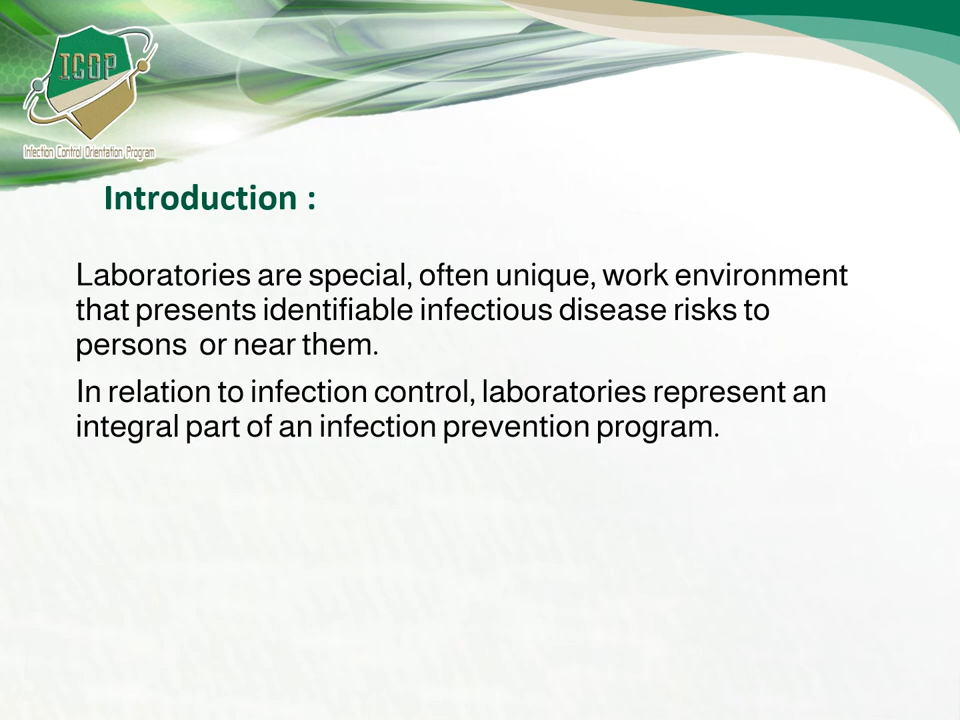 ICOP
Infection Control Orientation Program
Introduction :
Laboratories are special, often unique, work environment
that presents identifiable infectious disease risks to
persons  or near them.
In relation to infection control, laboratories represent an
integral part of an infection prevention program.